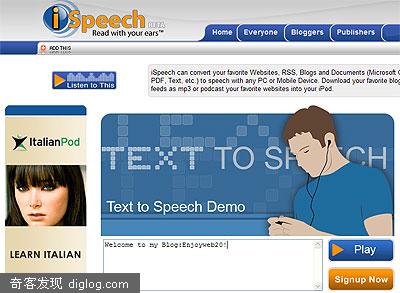 iSpeech BETA
Read with your ears™
Home Everyone Bloggers Publishers
ADD THIS
Listen to This
iSpeech can convert your favorite Websites, RSS, Blogs and Documents (Microsoft O
PDF, Text, etc.) to speech with any PC or Mobile Device. Download your favorite blog
feeds as mp3 or podcast your favorite websites into your iPod.
ItalianPod
LEARN ITALIAN
TEXT TO SPEECH
Text to Speech Demo
Welcome to my Blog:Enjoyweb20!
Play
Signup Now
奇客发现 diglog.com